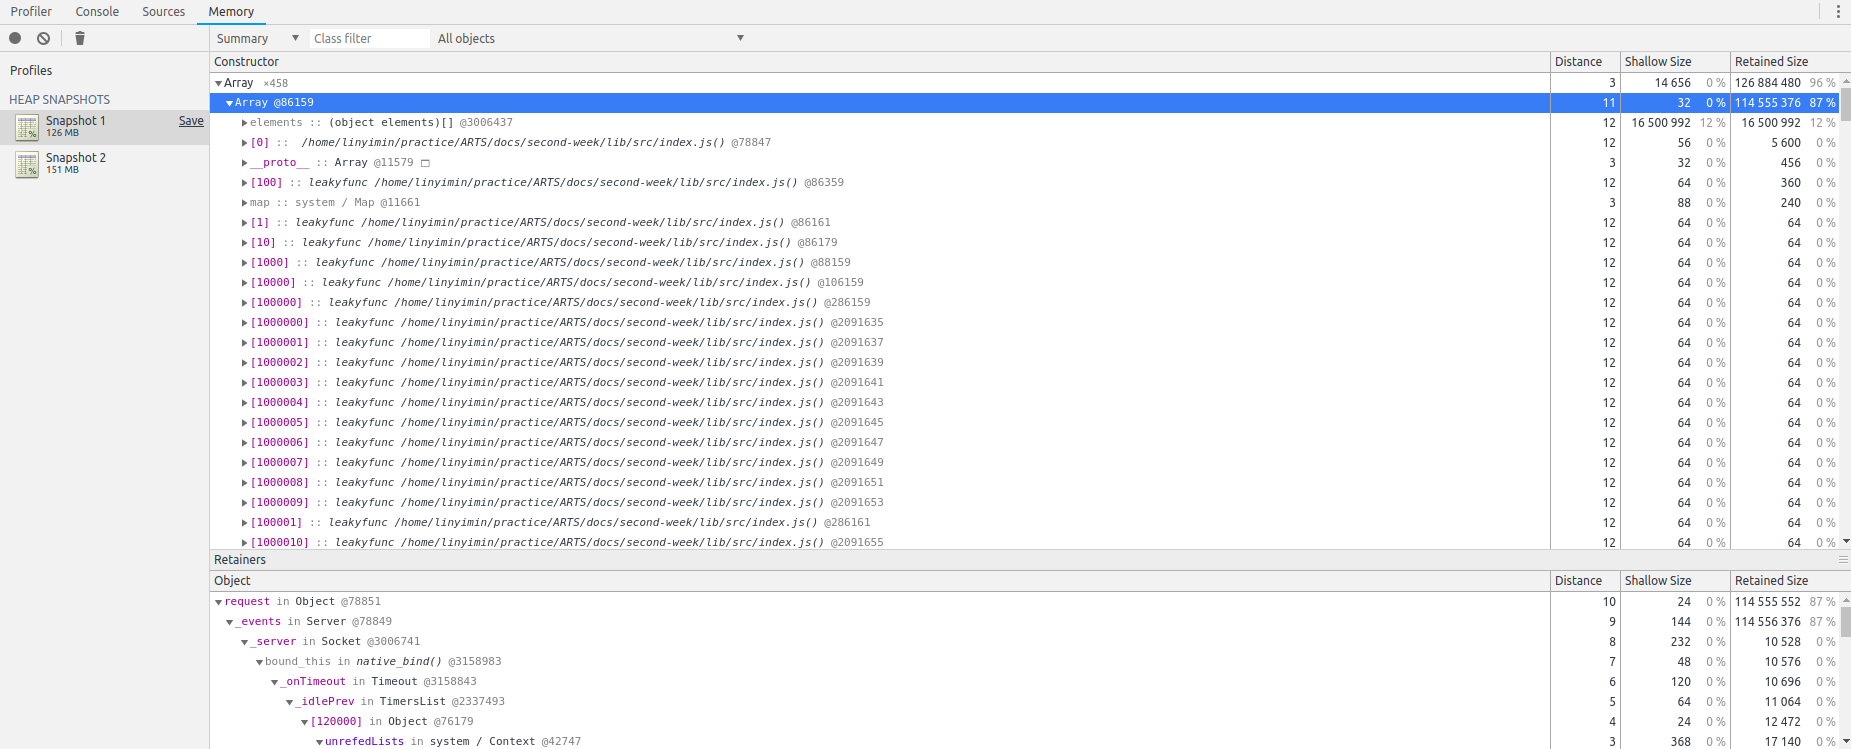 Profiler Console Sources Memory
Summary Class filter All objects
Profiles
HEAP SNAPSHOTS
Snapshot 1 Save
126 MB
Snapshot 2
151 MB
Constructor Distance Shallow Size Retained Size
Array ×458 3 14 656 0 % 126 884 480 96 %
Array @86159 11 32 0 % 114 555 376 87 %
elements :: (object elements)[] @3006437 12 16 500 992 12 % 16 500 992 12 %
[0] :: /home/linyimin/practice/ARTS/docs/second-week/lib/src/index.js() @78847 12 56 0 % 5 600 0 %
__proto__ :: Array @11579 3 32 0 % 456 0 %
[100] :: leakyfunc /home/linyimin/practice/ARTS/docs/second-week/lib/src/index.js() @86359 12 64 0 % 360 0 %
map :: system / Map @11661 3 88 0 % 240 0 %
[1] :: leakyfunc /home/linyimin/practice/ARTS/docs/second-week/lib/src/index.js() @86161 12 64 0 % 64 0 %
[10] :: leakyfunc /home/linyimin/practice/ARTS/docs/second-week/lib/src/index.js() @86179 12 64 0 % 64 0 %
[1000] :: leakyfunc /home/linyimin/practice/ARTS/docs/second-week/lib/src/index.js() @88159 12 64 0 % 64 0 %
[10000] :: leakyfunc /home/linyimin/practice/ARTS/docs/second-week/lib/src/index.js() @106159 12 64 0 % 64 0 %
[100000] :: leakyfunc /home/linyimin/practice/ARTS/docs/second-week/lib/src/index.js() @286159 12 64 0 % 64 0 %
[1000000] :: leakyfunc /home/linyimin/practice/ARTS/docs/second-week/lib/src/index.js() @2091635 12 64 0 % 64 0 %
[1000001] :: leakyfunc /home/linyimin/practice/ARTS/docs/second-week/lib/src/index.js() @2091637 12 64 0 % 64 0 %
[1000002] :: leakyfunc /home/linyimin/practice/ARTS/docs/second-week/lib/src/index.js() @2091639 12 64 0 % 64 0 %
[1000003] :: leakyfunc /home/linyimin/practice/ARTS/docs/second-week/lib/src/index.js() @2091641 12 64 0 % 64 0 %
[1000004] :: leakyfunc /home/linyimin/practice/ARTS/docs/second-week/lib/src/index.js() @2091643 12 64 0 % 64 0 %
[1000005] :: leakyfunc /home/linyimin/practice/ARTS/docs/second-week/lib/src/index.js() @2091645 12 64 0 % 64 0 %
[1000006] :: leakyfunc /home/linyimin/practice/ARTS/docs/second-week/lib/src/index.js() @2091647 12 64 0 % 64 0 %
[1000007] :: leakyfunc /home/linyimin/practice/ARTS/docs/second-week/lib/src/index.js() @2091649 12 64 0 % 64 0 %
[1000008] :: leakyfunc /home/linyimin/practice/ARTS/docs/second-week/lib/src/index.js() @2091651 12 64 0 % 64 0 %
[1000009] :: leakyfunc /home/linyimin/practice/ARTS/docs/second-week/lib/src/index.js() @2091653 12 64 0 % 64 0 %
[100001] :: leakyfunc /home/linyimin/practice/ARTS/docs/second-week/lib/src/index.js() @286161 12 64 0 % 64 0 %
[1000010] :: leakyfunc /home/linyimin/practice/ARTS/docs/second-week/lib/src/index.js() @2091655 12 64 0 % 64 0 %
Retainers
Object Distance Shallow Size Retained Size
request in Object @78851 10 24 0 % 114 555 552 87 %
_events in Server @78849 9 144 0 % 114 556 376 87 %
_server in Socket @3006741 8 232 0 % 10 528 0 %
bound_this in native_bind() @3158983 7 48 0 % 10 576 0 %
_onTimeout in Timeout @3158843 6 120 0 % 10 696 0 %
_idlePrev in TimersList @2337493 5 64 0 % 11 064 0 %
[120000] in Object @76179 4 24 0 % 12 472 0 %
unrefedLists in system / Context @42747 3 368 0 % 17 140 0 %